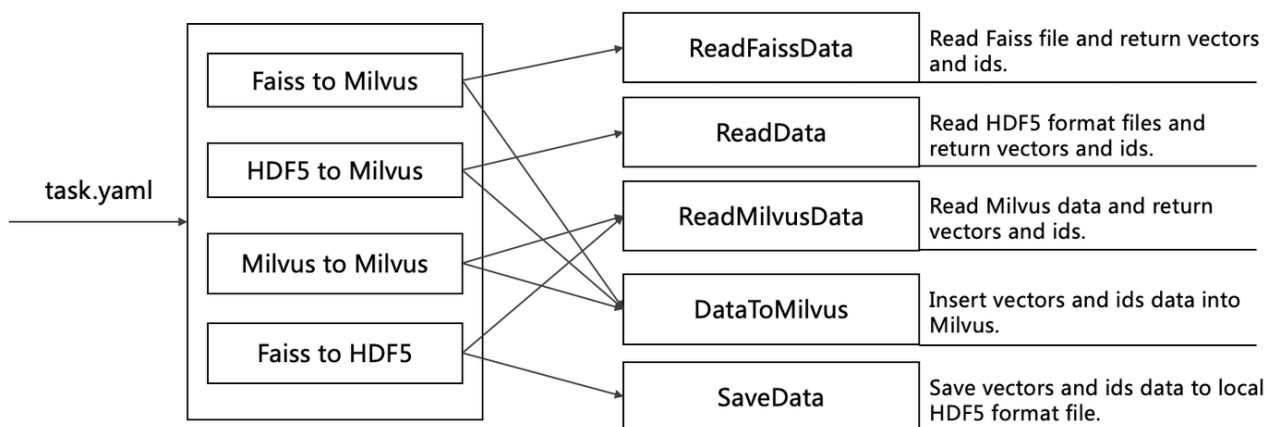 task.yaml
Faiss to Milvus
HDF5 to Milvus
Milvus to Milvus
Faiss to HDF5
ReadFaissData
Read Faiss file and return vectors
and ids.
ReadData
Read HDF5 format files and
return vectors and ids.
ReadMilvusData
Read Milvus data and return
vectors and ids.
DataToMilvus
Insert vectors and ids data into
Milvus.
SaveData
Save vectors and ids data to local
HDF5 format file.